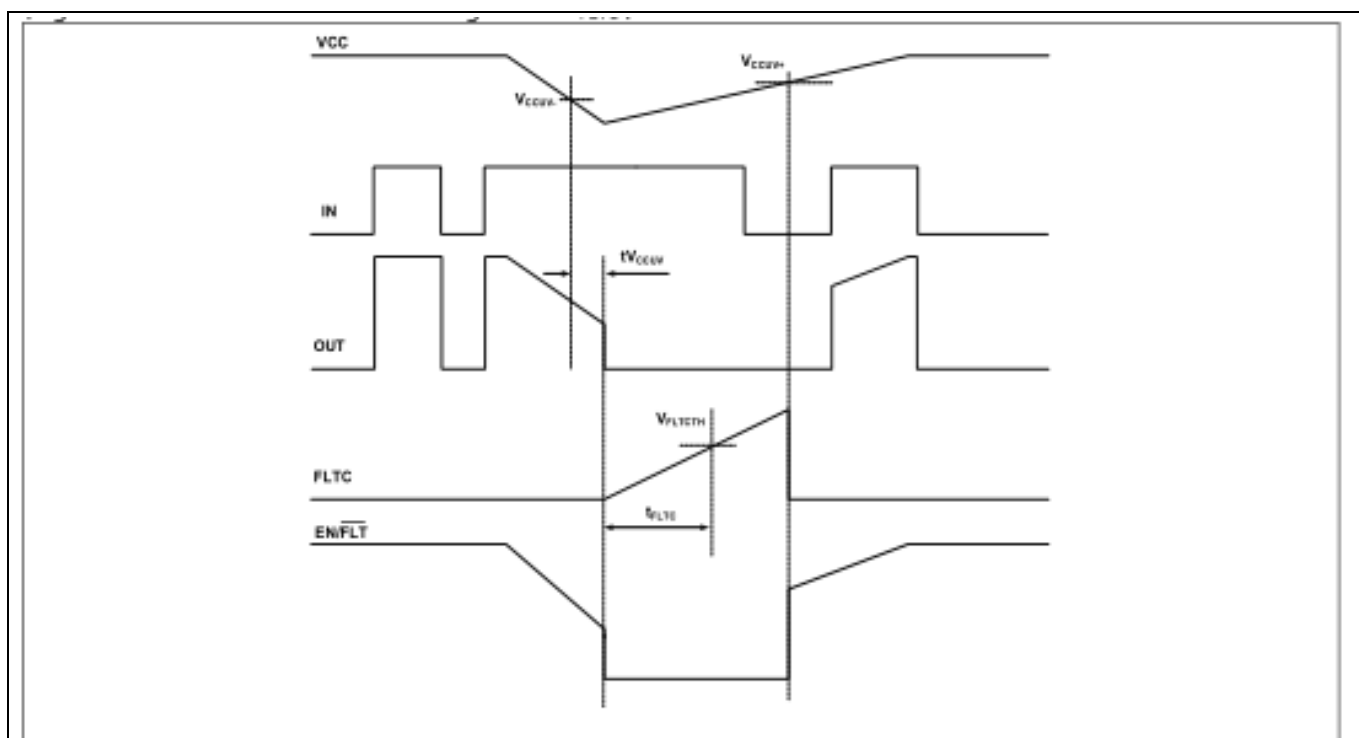 VCC
VCCUV+
VCCUV-
IN
tVCCUV
OUT
VFLTCTH
FLTC
tFLTC
EN/FLT